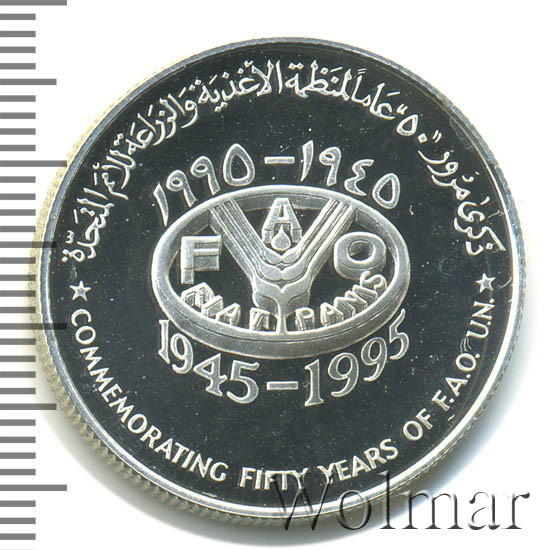 ذكرى مرور "٥٠" عاماً لمنظمة الأغذية والزراعة للأمم المتحدة
١٩٤٥ - ١٩٩٥
F A O
FIAT PANIS
1945-1995
★ COMMEMORATING FIFTY YEARS OF F.A.O. U.N. ★
Wolmar